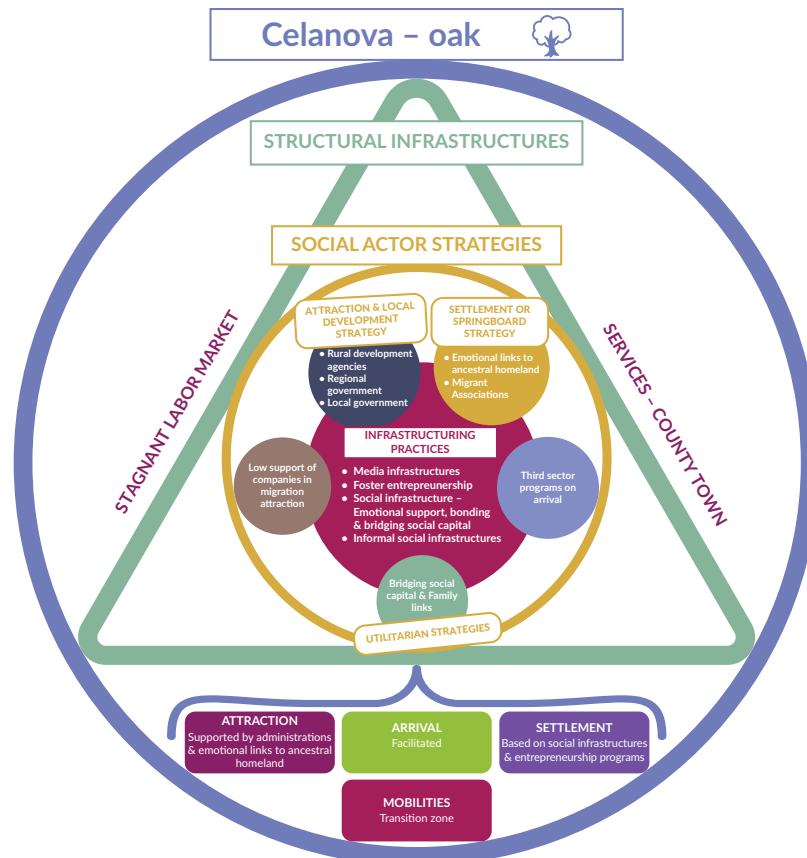 Celanova – oak
STRUCTURAL INFRASTRUCTURES
SOCIAL ACTOR STRATEGIES
STAGNANT LABOR MARKET
SERVICES – COUNTY TOWN
ATTRACTION & LOCAL
DEVELOPMENT
STRATEGY
● Rural development
agencies
● Regional
government
● Local government
SETTLEMENT OR
SPRINGBOARD
STRATEGY
● Emotional links to
ancestral homeland
● Migrant
Associations
INFRASTRUCTURING
PRACTICES
● Media infrastructures
● Foster entrepreunership
● Social infrastructure –
Emotional support, bonding
& bridging social capital
● Informal social infrastructures
Low support of
companies in
migration
attraction
Third sector
programs on
arrival
Bridging social
capital & Family
links
UTILITARIAN STRATEGIES
ATTRACTION
Supported by administrations
& emotional links to ancestral
homeland
ARRIVAL
Facilitated
SETTLEMENT
Based on social infrastructures
& entrepreneurship programs
MOBILITIES
Transition zone